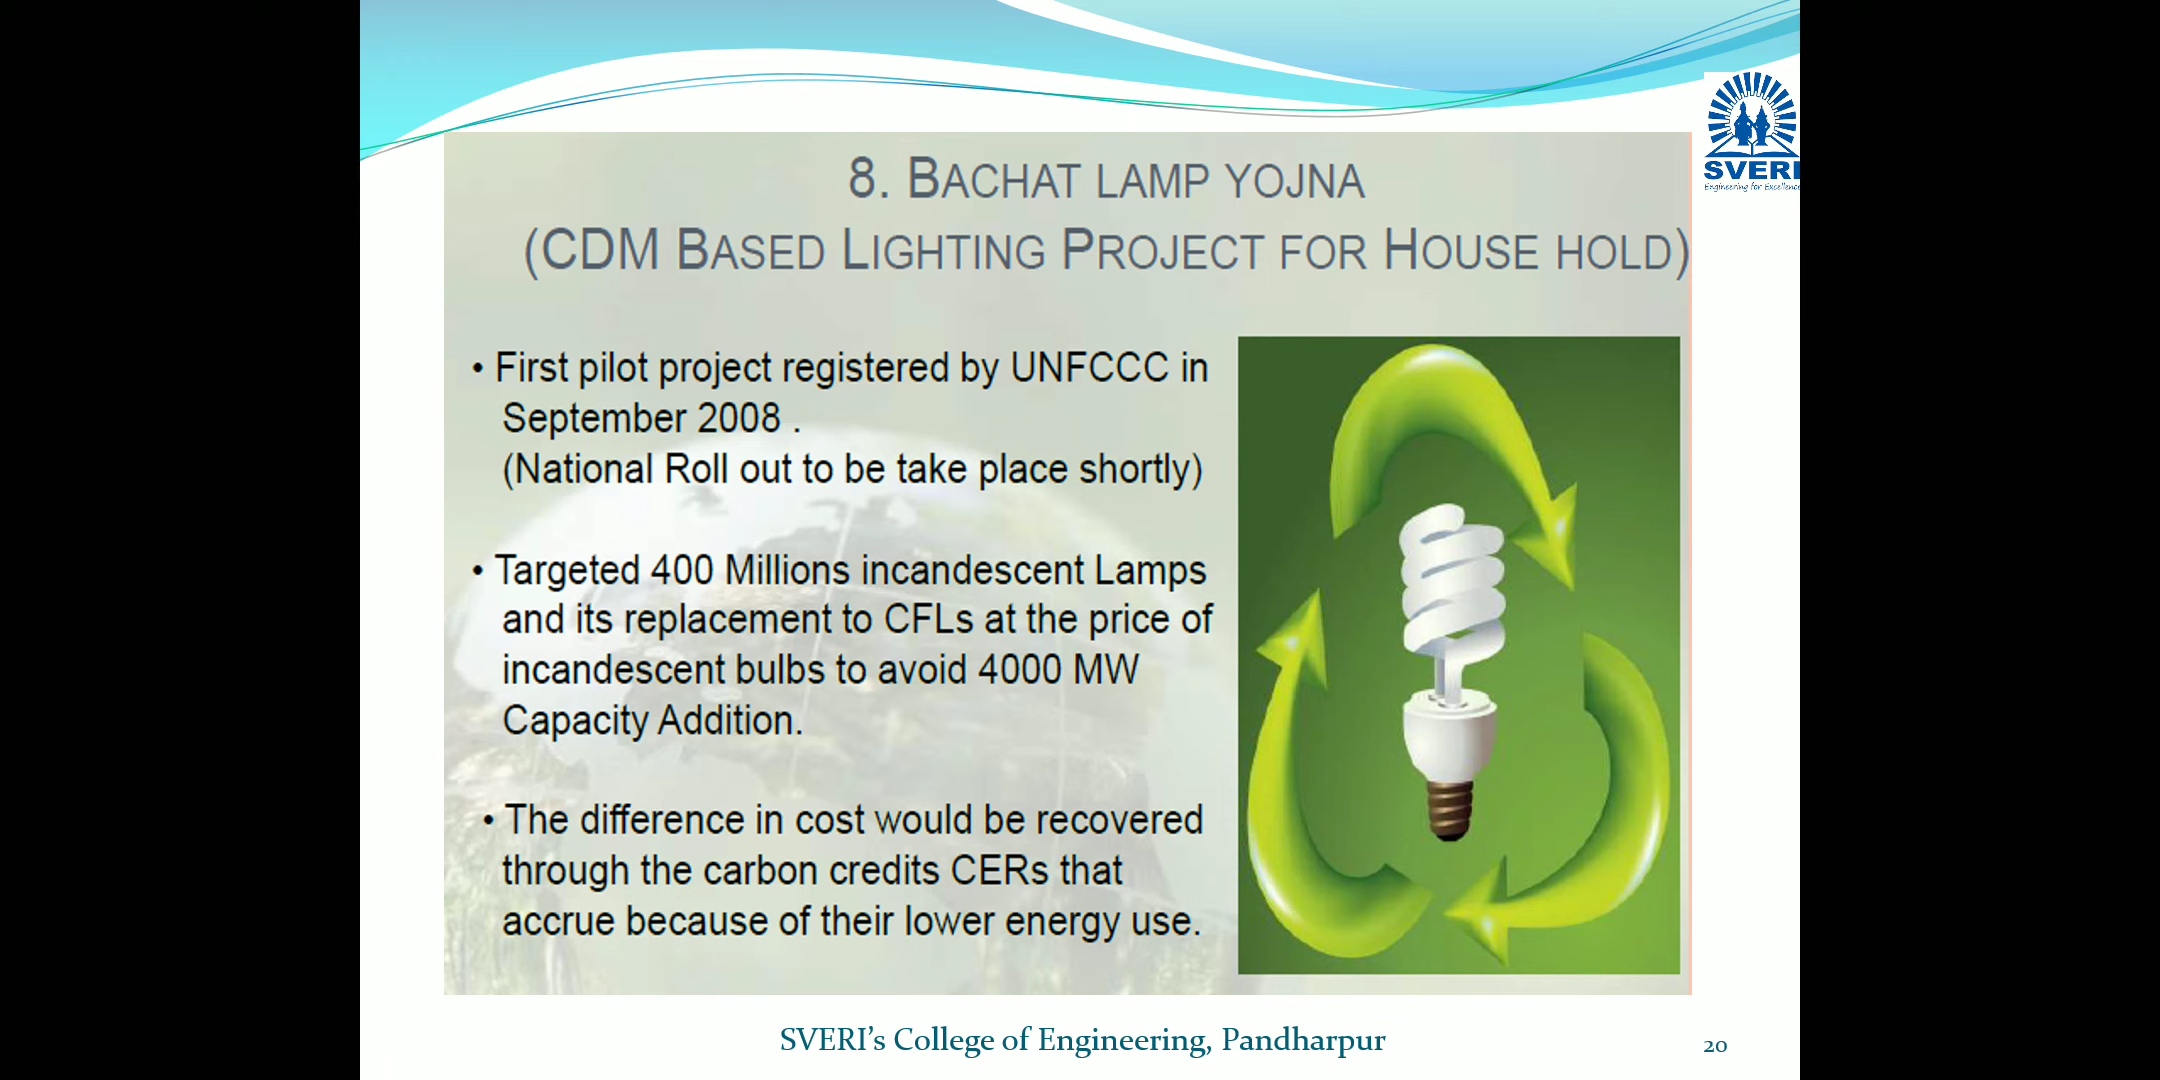 SVERI
Engineering for Excellence
8. BACHAT LAMP YOJNA
(CDM BASED LIGHTING PROJECT FOR HOUSE HOLD)
• First pilot project registered by UNFCCC in
September 2008 .
(National Roll out to be take place shortly)
• Targeted 400 Millions incandescent Lamps
and its replacement to CFLs at the price of
incandescent bulbs to avoid 4000 MW
Capacity Addition.
• The difference in cost would be recovered
through the carbon credits CERs that
accrue because of their lower energy use.
SVERI’s College of Engineering, Pandharpur
20